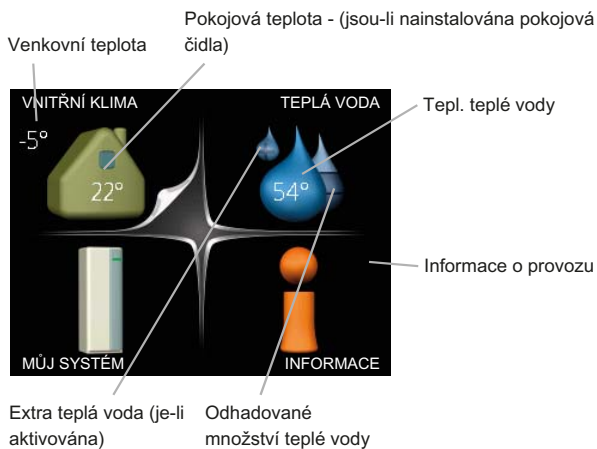 Pokojová teplota - (jsou-li nainstalována pokojová
čidla)
Venkovní teplota
VNITŘNÍ KLIMA
TEPLÁ VODA
-5°
22°
54°
Tepl. teplé vody
Informace o provozu
MŮJ SYSTÉM
INFORMACE
Extra teplá voda (je-li
aktivována)
Odhadované
množství teplé vody